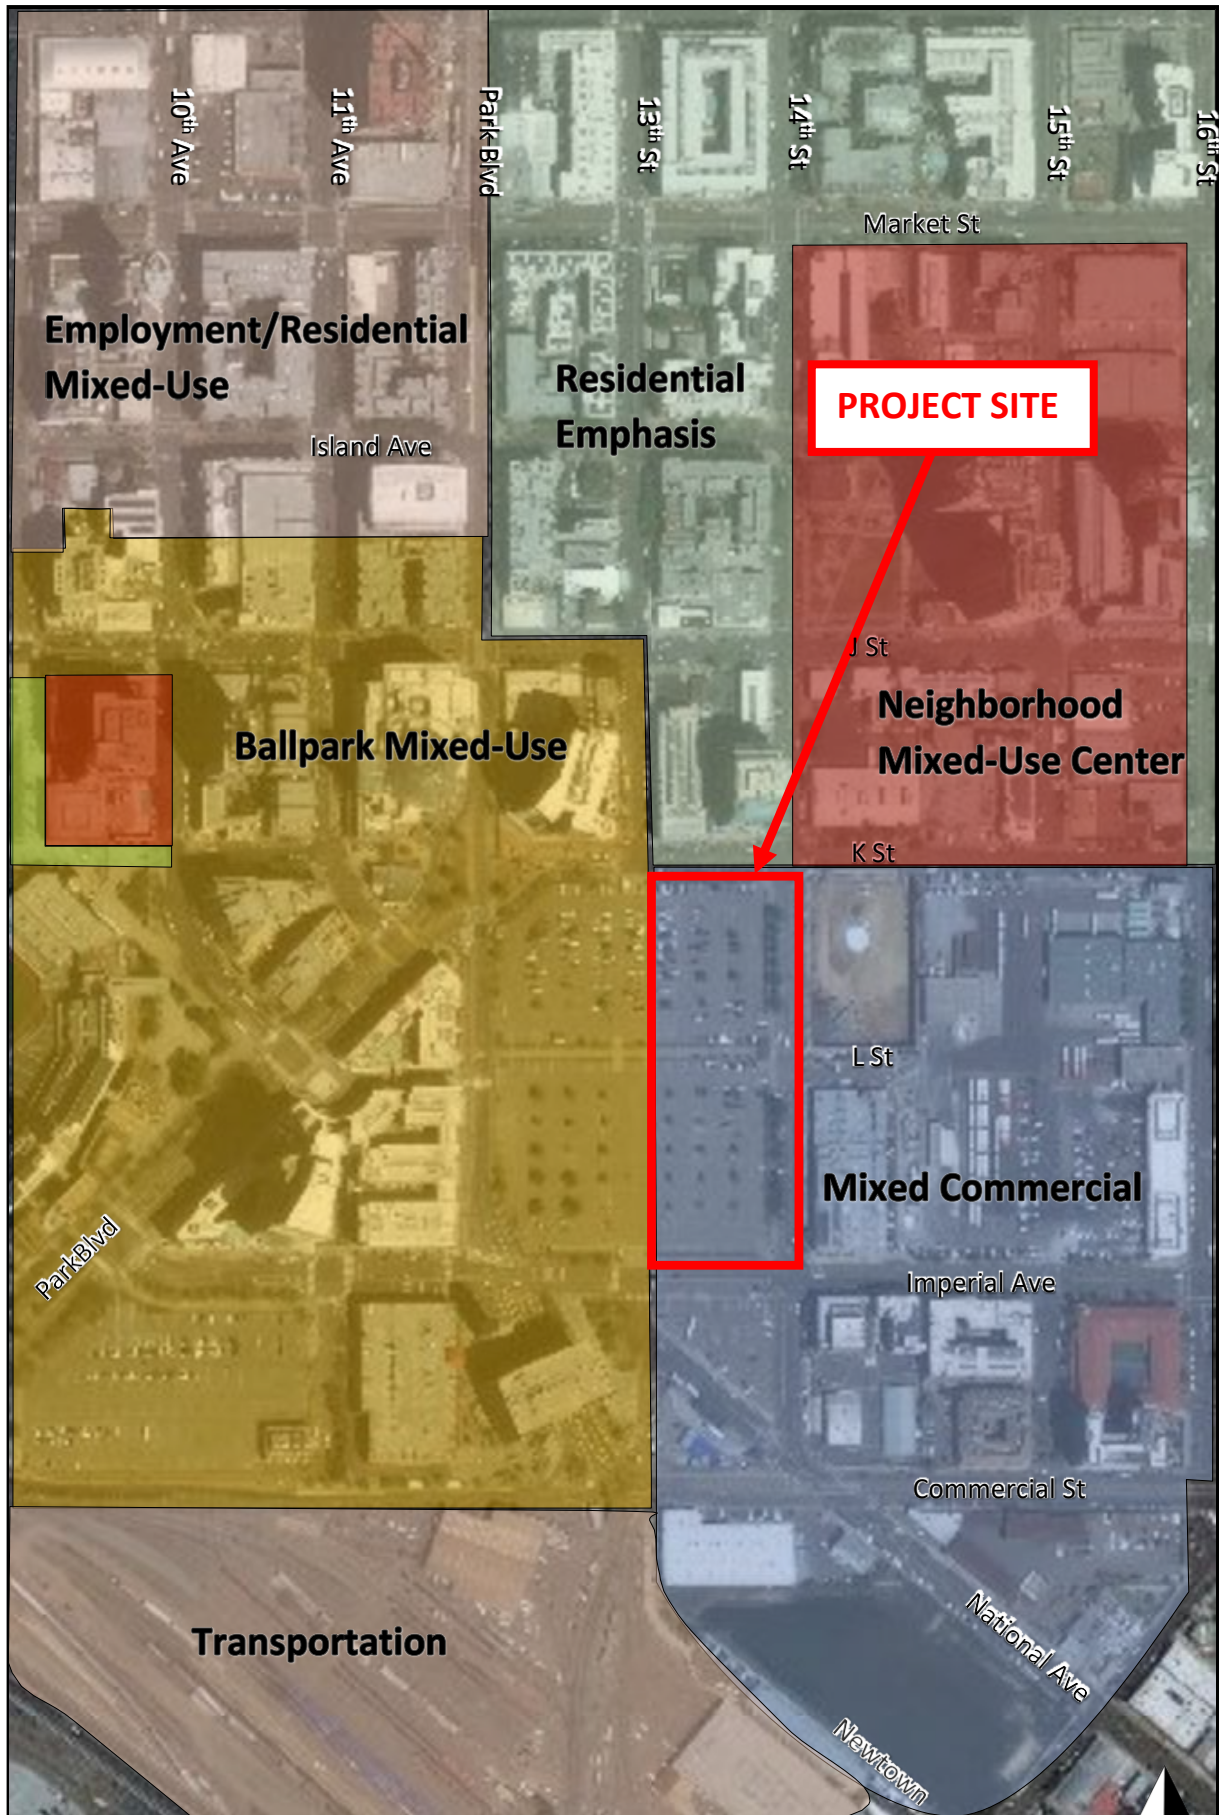 10th Ave
11th Ave
Park Blvd
13th St
14th St
15th St
16th St
Market St
Employment/Residential
Mixed-Use
Residential
Emphasis
PROJECT SITE
Island Ave
J St
Neighborhood
Mixed-Use Center
Ballpark Mixed-Use
K St
L St
Mixed Commercial
ParkBlvd
Imperial Ave
Commercial St
National Ave
Transportation
Newtown